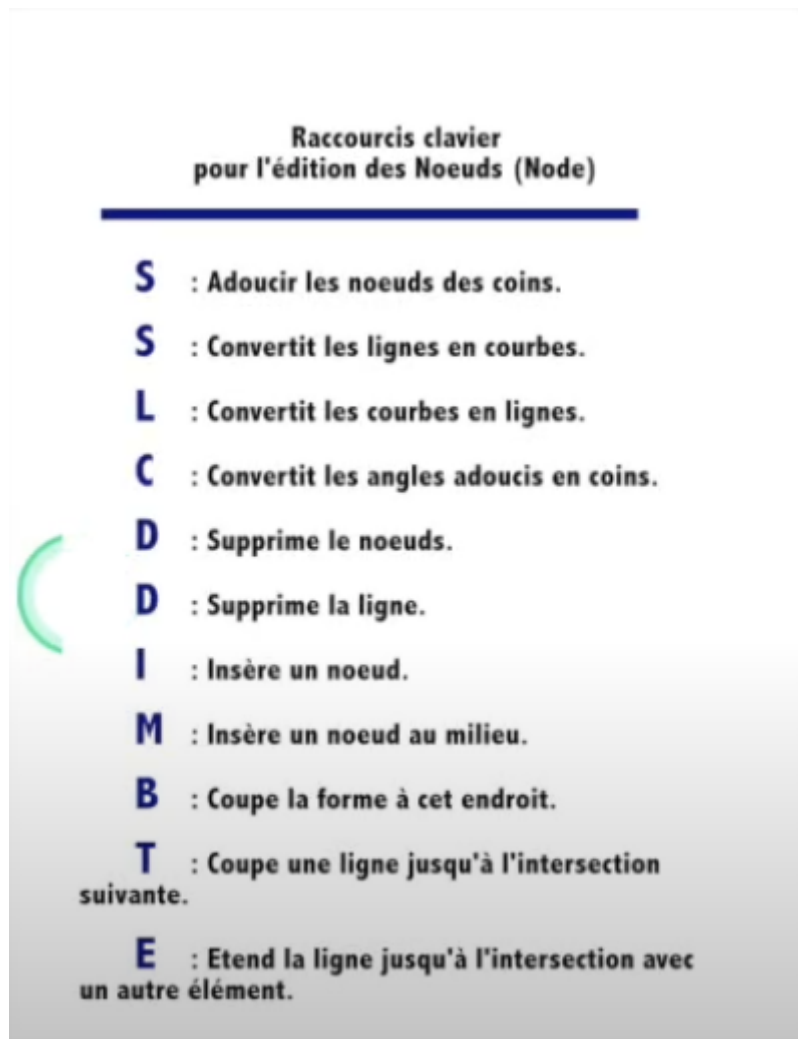 Raccourcis clavier
pour l'édition des Noeuds (Node)
S : Adoucir les noeuds des coins.
S : Convertit les lignes en courbes.
L : Convertit les courbes en lignes.
C : Convertit les angles adoucis en coins.
D : Supprime le noeuds.
D : Supprime la ligne.
I : Insère un noeud.
M : Insère un noeud au milieu.
B : Coupe la forme à cet endroit.
T : Coupe une ligne jusqu'à l'intersection
suivante.
E : Etend la ligne jusqu'à l'intersection avec
un autre élément.